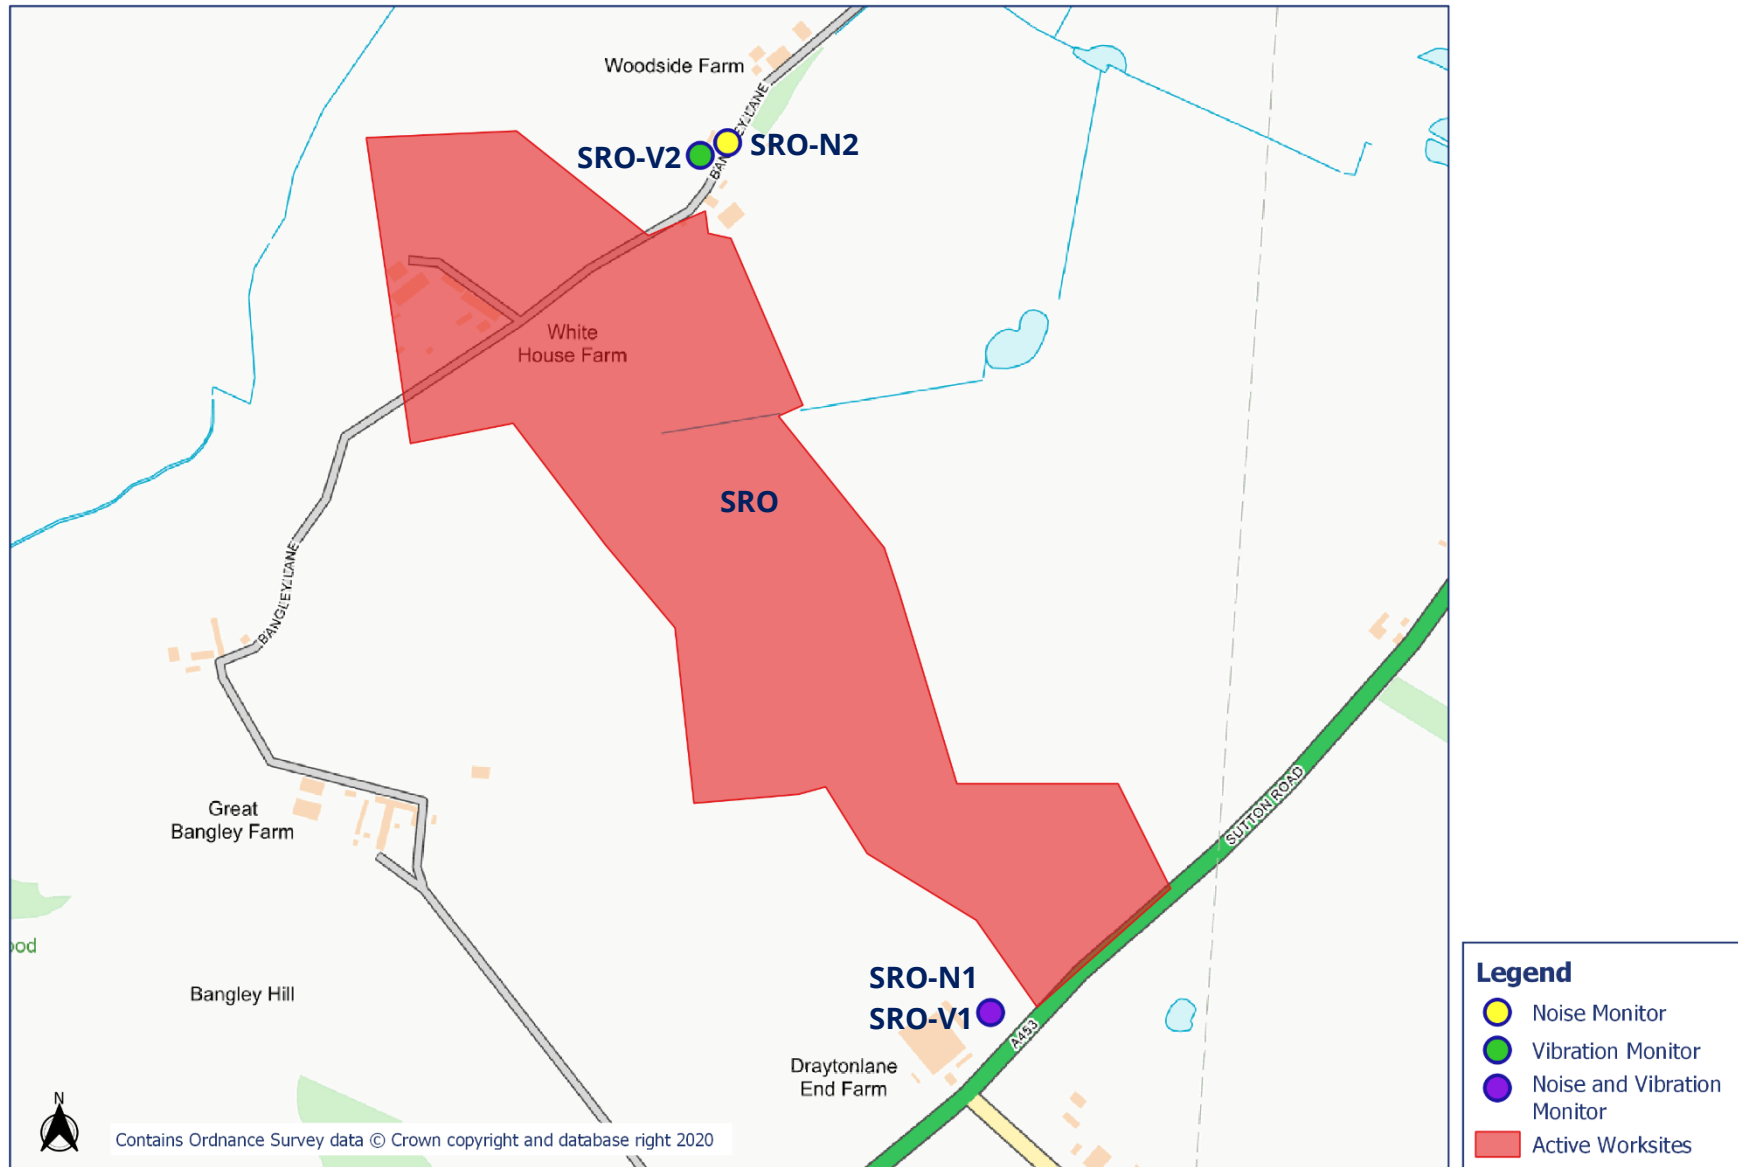 Woodside Farm
SRO-V2
SRO-N2
White
House Farm
SRO
BANGLEY LANE
SUTTON ROAD
Great
Bangley Farm
Bangley Hill
SRO-N1
SRO-V1
A453
Draytonlane
End Farm
N
Contains Ordnance Survey data © Crown copyright and database right 2020
Legend
Noise Monitor
Vibration Monitor
Noise and Vibration
Monitor
Active Worksites